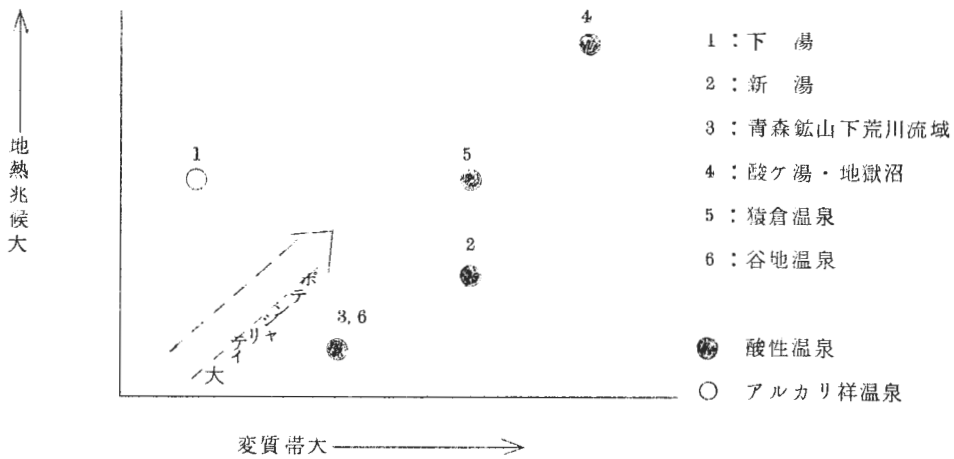 4
1：下 湯
2：新 湯
3：青森鉱山下荒川流域
4：酸ケ湯・地獄沼
5：猿倉温泉
6：谷地温泉
地熱兆候大
1
5
2
3, 6
ポテンシャリティ大
酸性温泉
アルカリ祥温泉
変質帯大